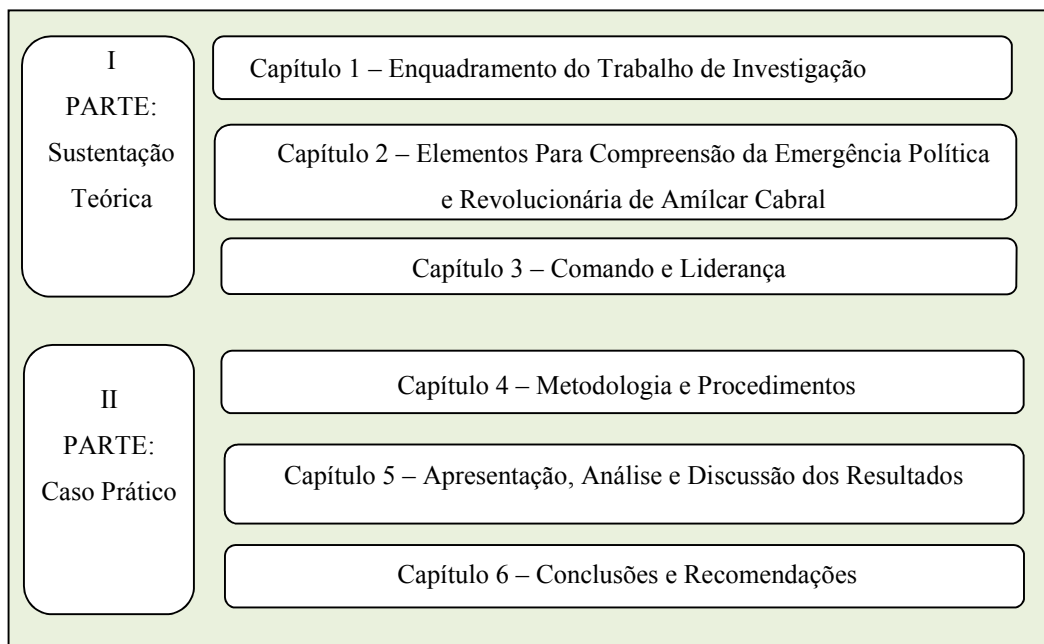 I
PARTE:
Sustentação
Teórica
Capítulo 1 – Enquadramento do Trabalho de Investigação
Capítulo 2 – Elementos Para Compreensão da Emergência Política
e Revolucionária de Amílcar Cabral
Capítulo 3 – Comando e Liderança
II
PARTE:
Caso Prático
Capítulo 4 – Metodologia e Procedimentos
Capítulo 5 – Apresentação, Análise e Discussão dos Resultados
Capítulo 6 – Conclusões e Recomendações